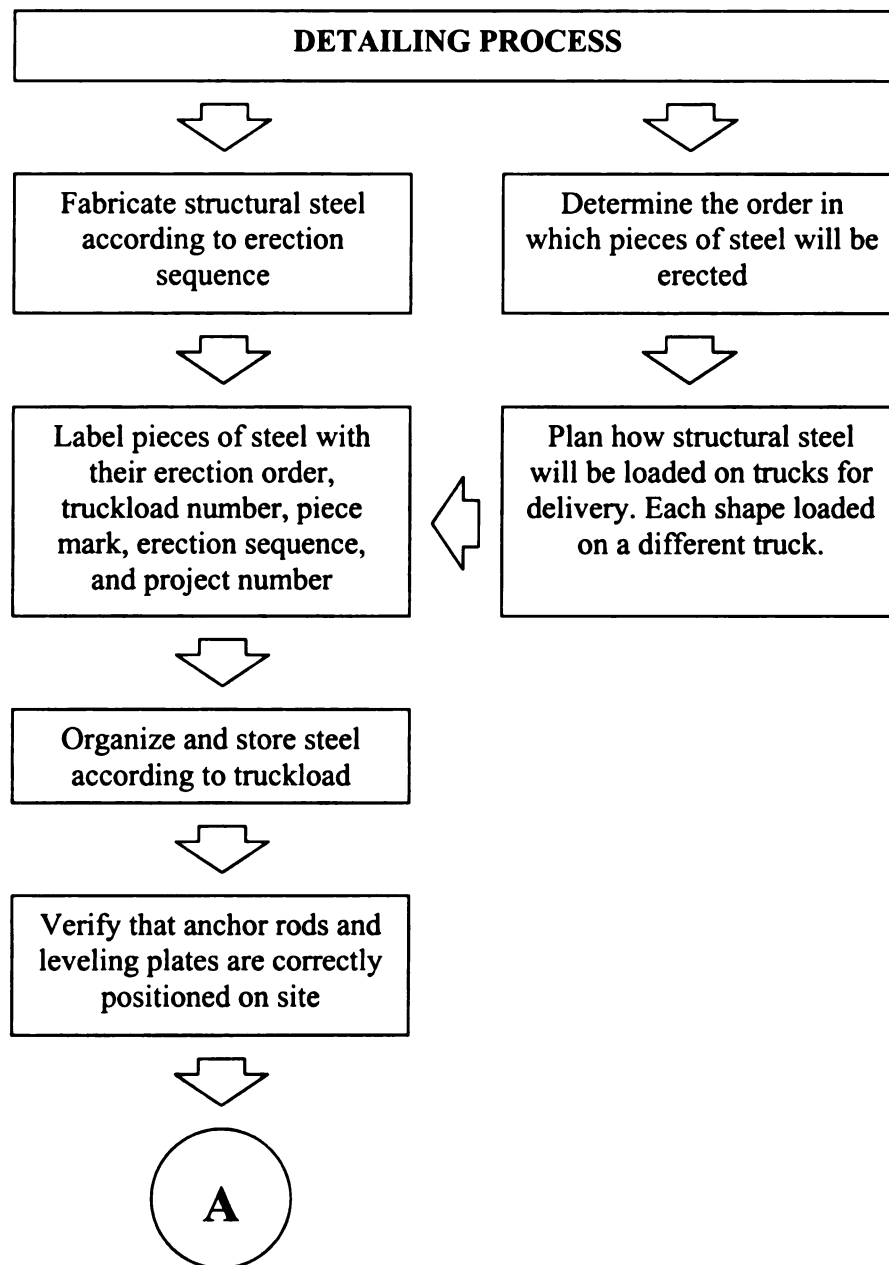 DETAILING PROCESS
Fabricate structural steel
according to erection
sequence
Determine the order in
which pieces of steel will be
erected
Label pieces of steel with
their erection order,
truckload number, piece
mark, erection sequence,
and project number
Plan how structural steel
will be loaded on trucks for
delivery. Each shape loaded
on a different truck.
Organize and store steel
according to truckload
Verify that anchor rods and
leveling plates are correctly
positioned on site
A